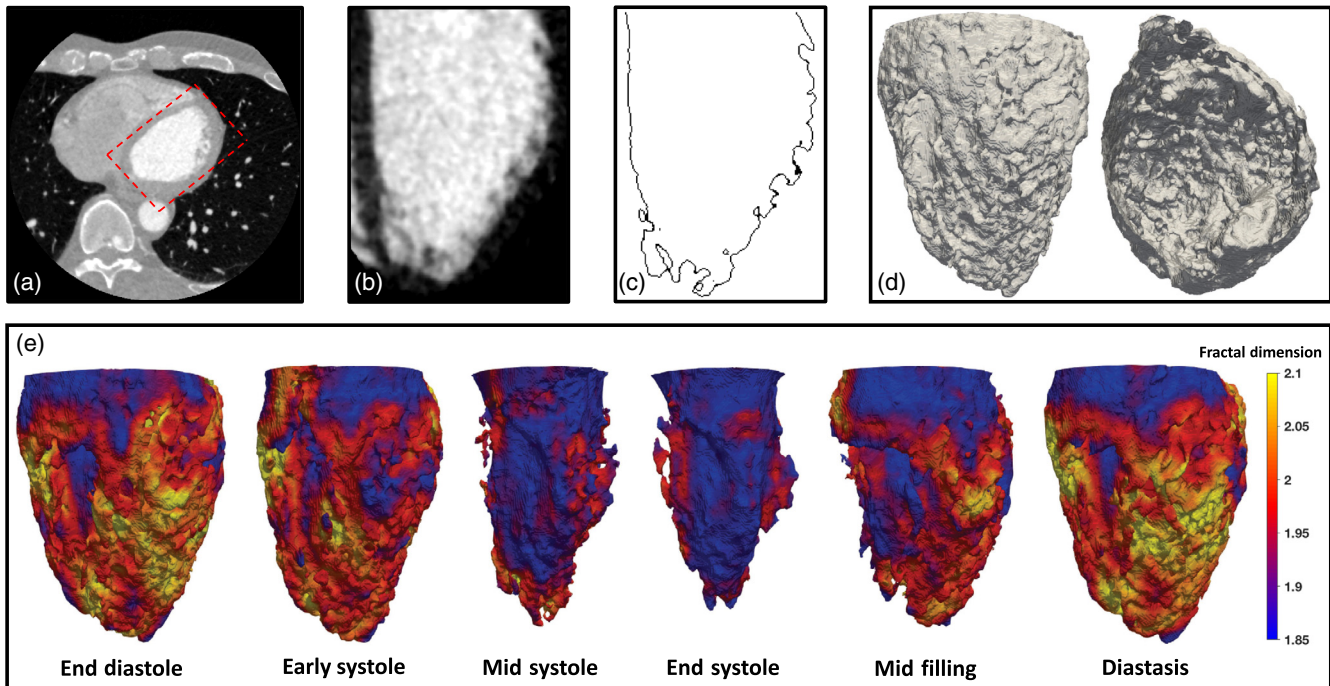 (a)
(b)
(c)
(d)
(e)
Fractal dimension
2.1
2.05
2
1.95
1.9
1.85
End diastole
Early systole
Mid systole
End systole
Mid filling
Diastasis